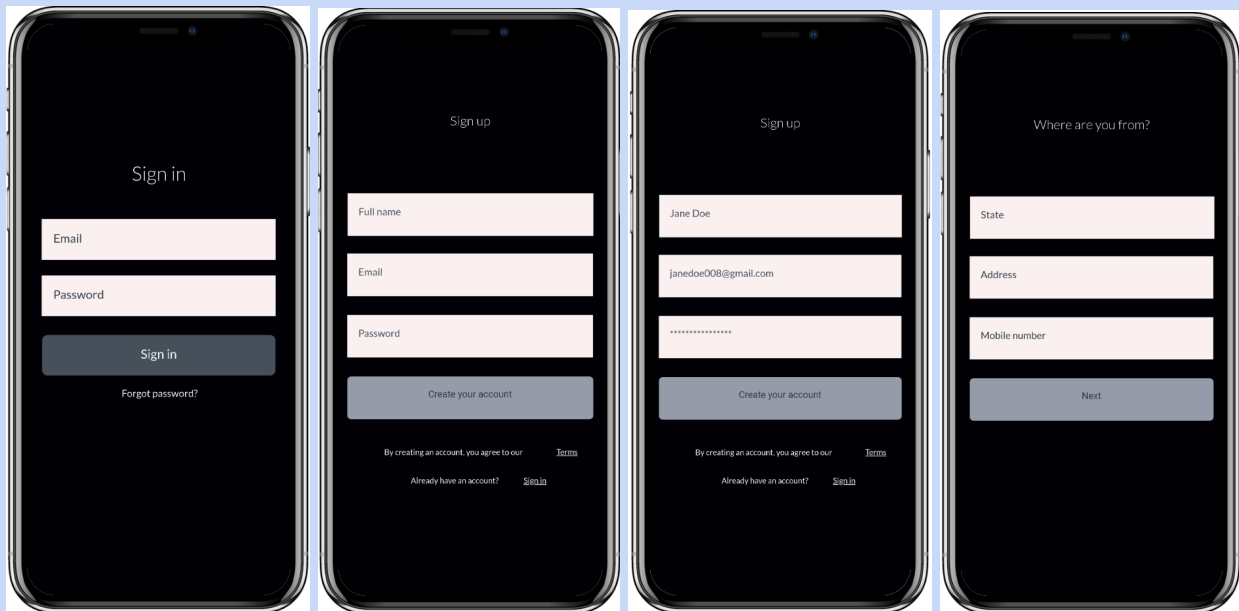 Sign in
Email
Password
Sign in
Forgot password?
Sign up
Full name
Email
Password
Create your account
By creating an account, you agree to our Terms
Already have an account? Sign in
Sign up
Jane Doe
janedoe008@gmail.com
****************
Create your account
By creating an account, you agree to our Terms
Already have an account? Sign in
Where are you from?
State
Address
Mobile number
Next